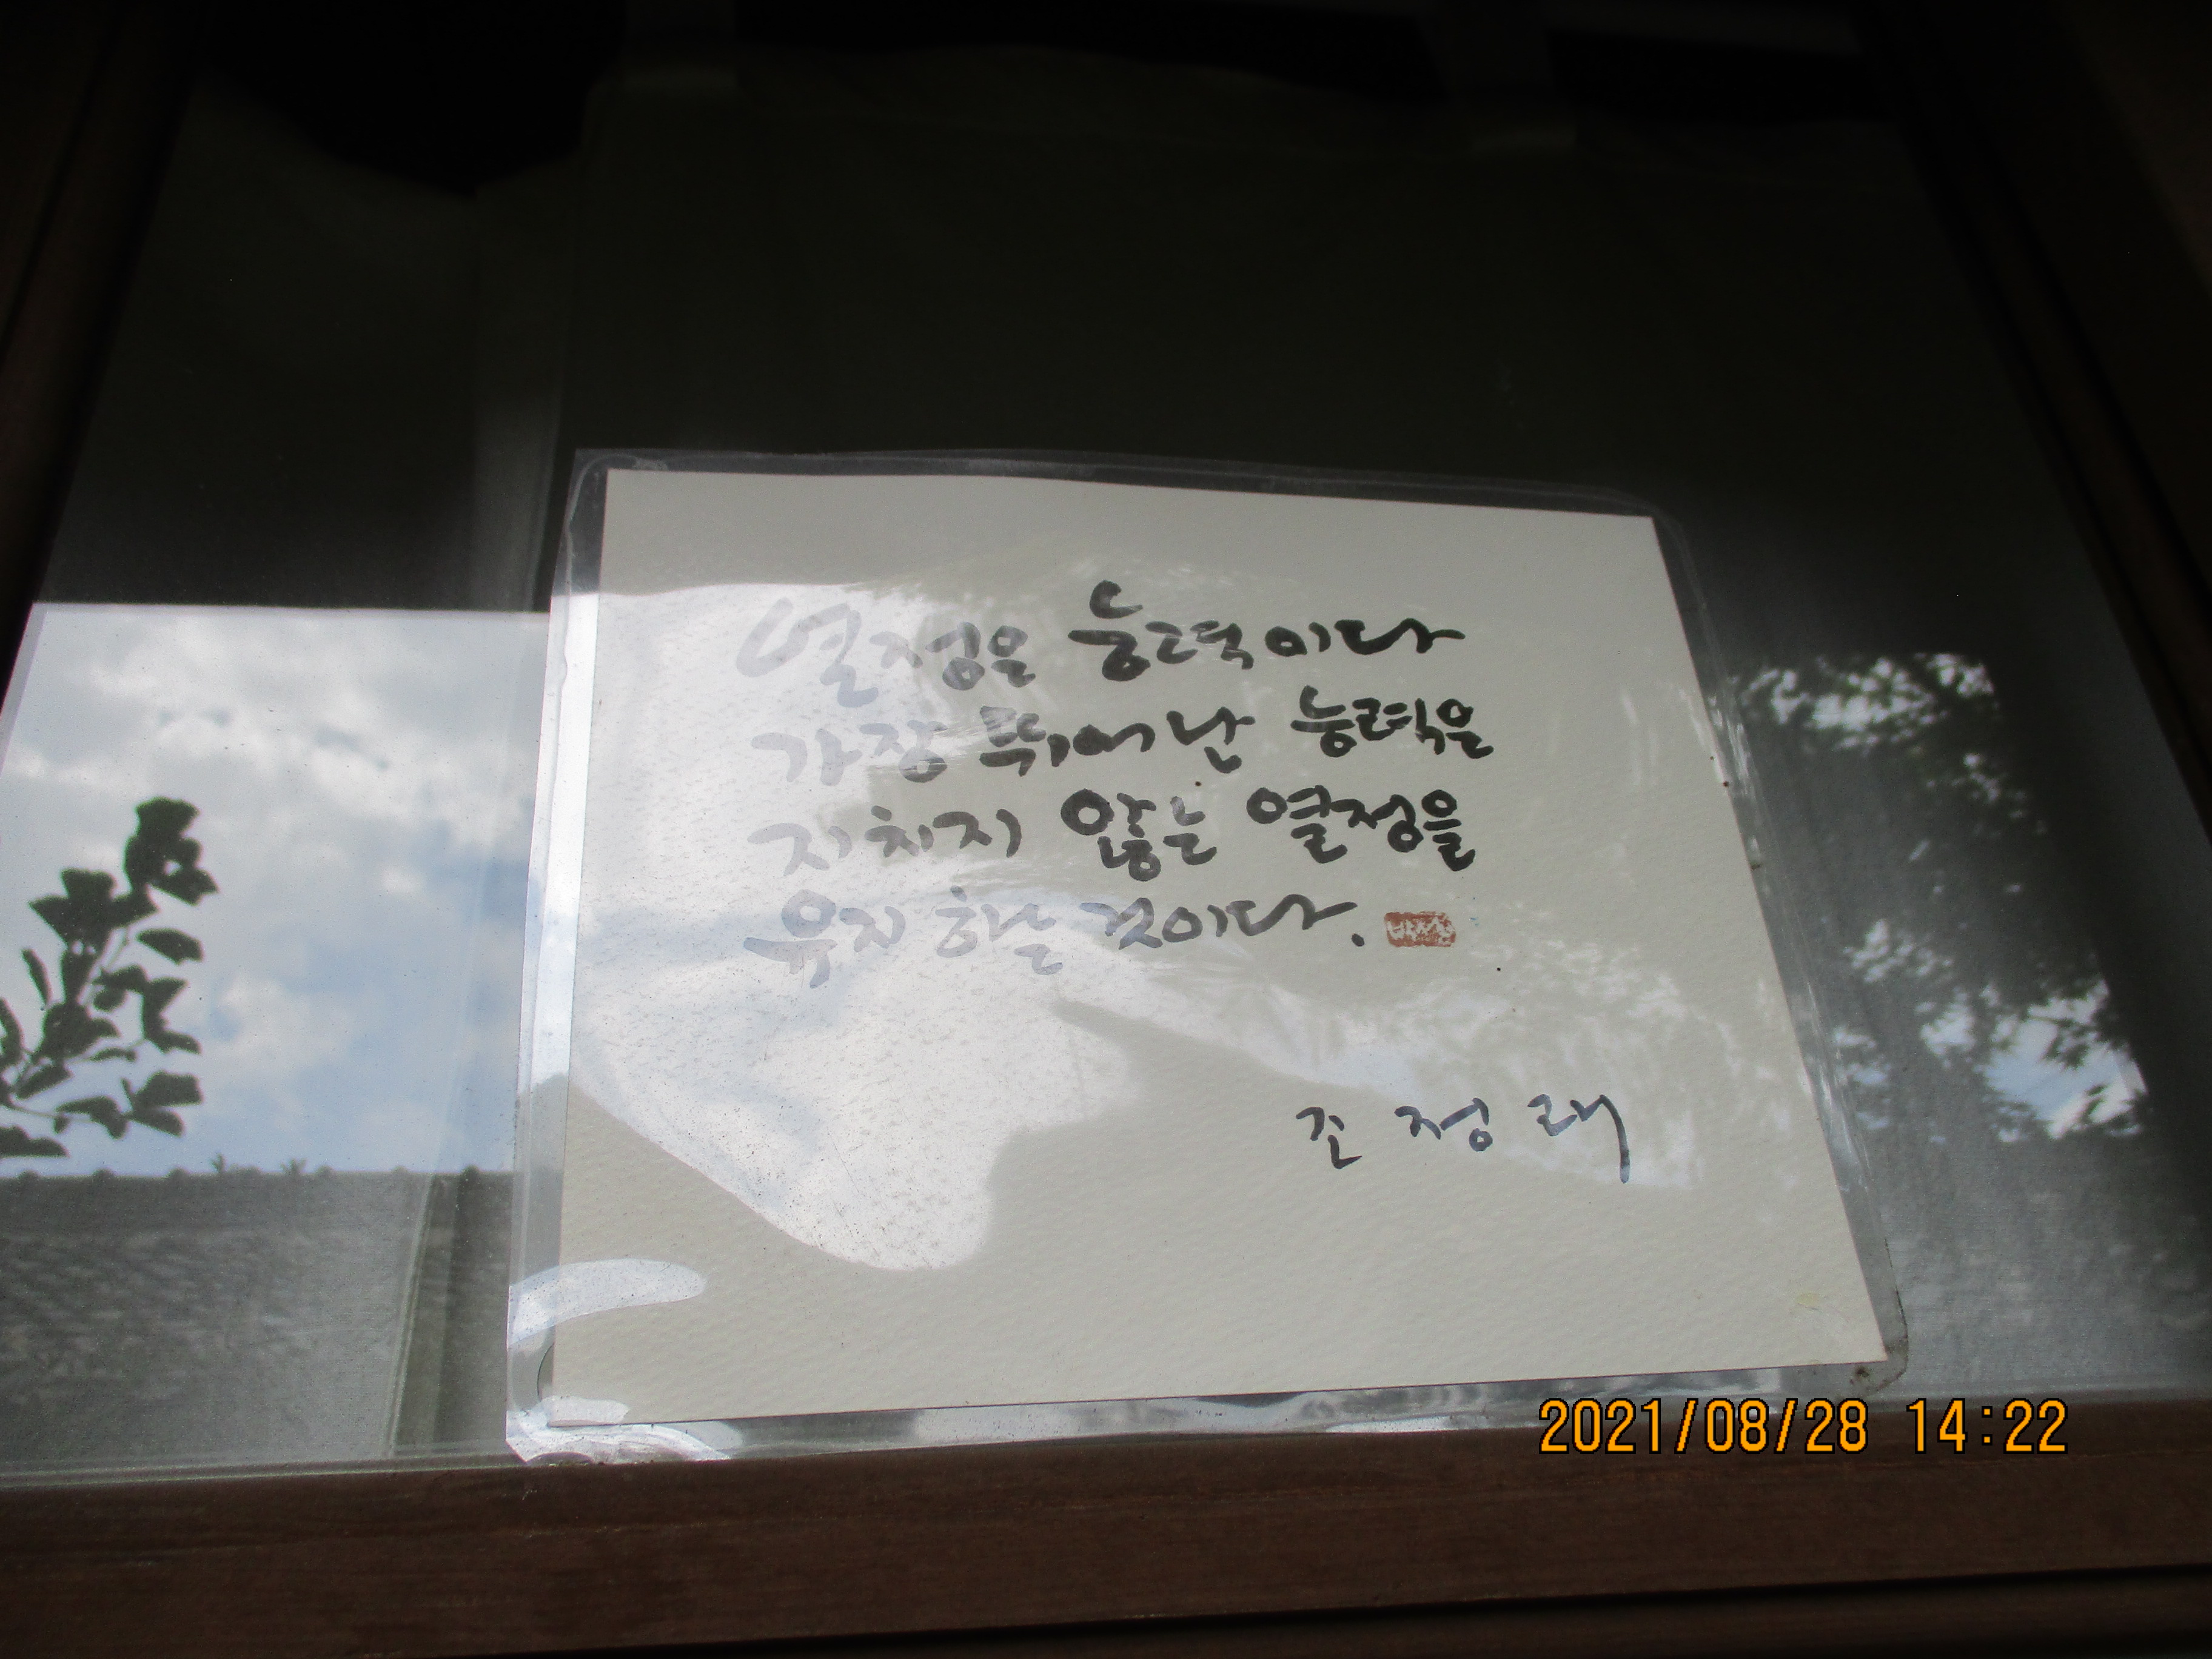 열정은 능력이다
가장 뛰어난 능력을
지치지 않는 열정을
유지하는 것이다.
조정래
2021/08/28 14:22